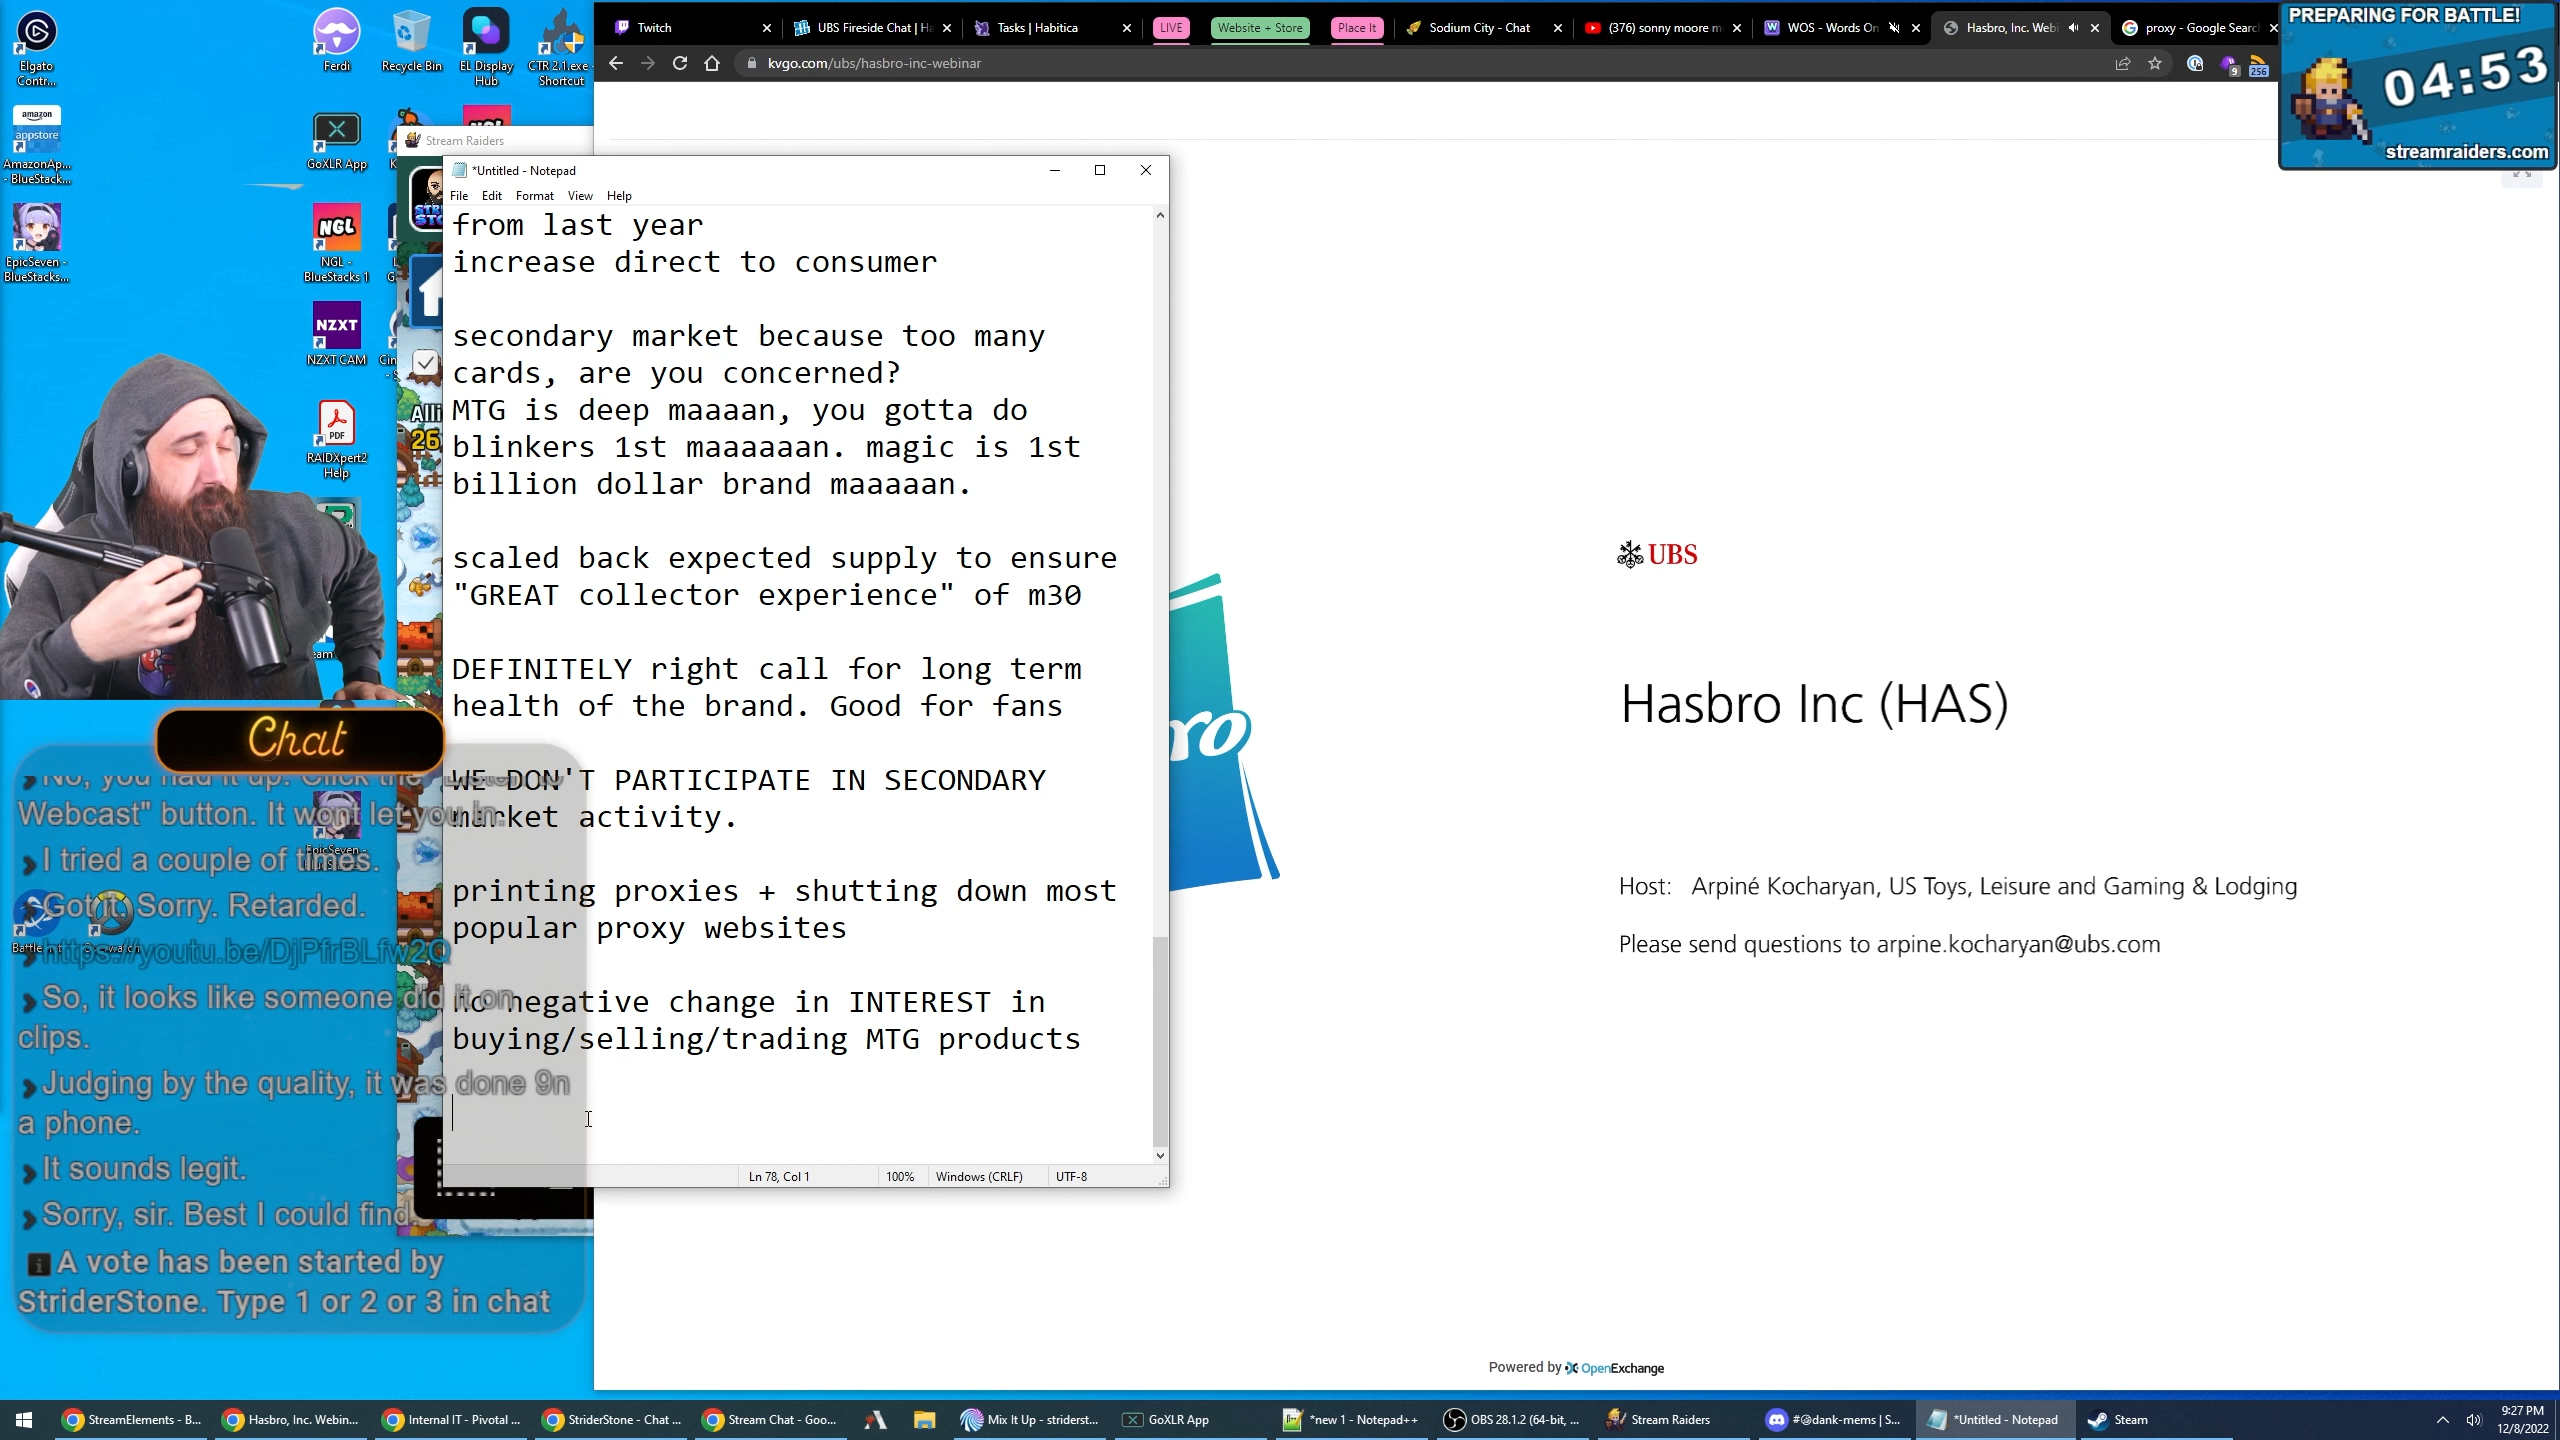 Elgato
Contr...
Ferdi
Recycle Bin
EL Display
Hub
CTR 2.1.exe -
Shortcut
amazon
appstore
AmazonAp...
- BlueStack...
GoXLR App
EpicSeven -
BlueStacks...
NGL
NGL -
BlueStacks 1
NZXT
NZXT CAM
PDF
RAIDXpert2
Help
Twitch
UBS Fireside Chat | Ha
Tasks | Habitica
LIVE
Website + Store
Place It
Sodium City - Chat
(376) sonny moore m
WOS - Words On
Hasbro, Inc. Webi
proxy - Google Search
kvgo.com/ubs/hasbro-inc-webinar
9
256
PREPARING FOR BATTLE!
04:53
streamraiders.com
Stream Raiders
*Untitled - Notepad
File Edit Format View Help
from last year
increase direct to consumer
secondary market because too many
cards, are you concerned?
MTG is deep maaaan, you gotta do
blinkers 1st maaaaaan. magic is 1st
billion dollar brand maaaaan.
scaled back expected supply to ensure
"GREAT collector experience" of m30
DEFINITELY right call for long term
health of the brand. Good for fans
WE DON'T PARTICIPATE IN SECONDARY
market activity.
printing proxies + shutting down most
popular proxy websites
no negative change in INTEREST in
buying/selling/trading MTG products
Ln 78, Col 1
100%
Windows (CRLF)
UTF-8
Chat
Webcast" button. It wont let you in.
I tried a couple of times.
Got it. Sorry. Retarded.
https://youtu.be/DjPfrBLfw2Q
So, it looks like someone did it on
clips.
Judging by the quality, it was done 9n
a phone.
It sounds legit.
Sorry, sir. Best I could find.
A vote has been started by
StriderStone. Type 1 or 2 or 3 in chat
UBS
Hasbro Inc (HAS)
Host: Arpiné Kocharyan, US Toys, Leisure and Gaming & Lodging
Please send questions to arpine.kocharyan@ubs.com
Powered by OpenExchange
StreamElements - B...
Hasbro, Inc. Webin...
Internal IT - Pivotal ...
StriderStone - Chat ...
Stream Chat - Goo...
Mix It Up - striderst...
GoXLR App
*new 1 - Notepad++
OBS 28.1.2 (64-bit, ...
Stream Raiders
#@dank-mems | S...
*Untitled - Notepad
Steam
9:27 PM
12/8/2022